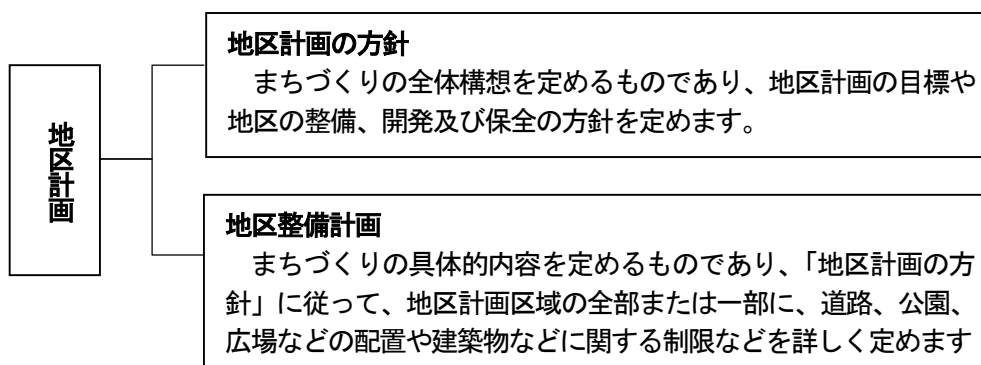 地区計画
地区計画の方針
　まちづくりの全体構想を定めるものであり、地区計画の目標や
地区の整備、開発及び保全の方針を定めます。
地区整備計画
　まちづくりの具体的内容を定めるものであり、「地区計画の方
針」に従って、地区計画区域の全部または一部に、道路、公園、
広場などの配置や建築物などに関する制限などを詳しく定めます